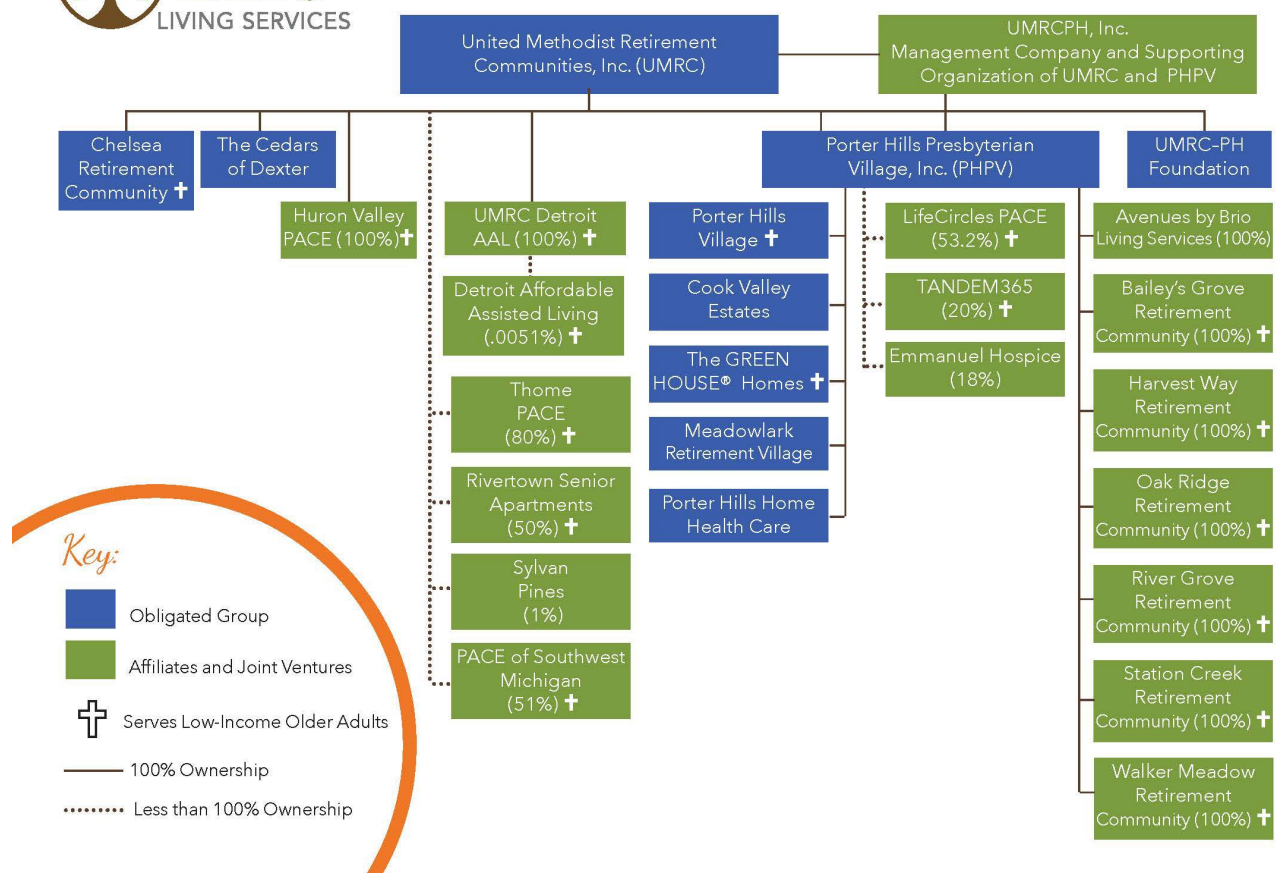 LIVING SERVICES
United Methodist Retirement
Communities, Inc. (UMRC)
UMRCPH, Inc.
Management Company and Supporting
Organization of UMRC and PHPV
Chelsea
Retirement
Community ✝
The Cedars
of Dexter
Porter Hills Presbyterian
Village, Inc. (PHPV)
UMRC-PH
Foundation
Huron Valley
PACE (100%)✝
UMRC Detroit
AAL (100%) ✝
Detroit Affordable
Assisted Living
(.0051%) ✝
Thome
PACE
(80%) ✝
Rivertown Senior
Apartments
(50%) ✝
Sylvan
Pines
(1%)
PACE of Southwest
Michigan
(51%) ✝
Porter Hills
Village ✝
Cook Valley
Estates
The GREEN
HOUSE® Homes ✝
Meadowlark
Retirement Village
Porter Hills Home
Health Care
LifeCircles PACE
(53.2%) ✝
TANDEM365
(20%) ✝
Emmanuel Hospice
(18%)
Avenues by Brio
Living Services (100%)
Bailey's Grove
Retirement
Community (100%) ✝
Harvest Way
Retirement
Community (100%) ✝
Oak Ridge
Retirement
Community (100%) ✝
River Grove
Retirement
Community (100%) ✝
Station Creek
Retirement
Community (100%) ✝
Walker Meadow
Retirement
Community (100%) ✝
Key:
Obligated Group
Affiliates and Joint Ventures
Serves Low-Income Older Adults
100% Ownership
Less than 100% Ownership